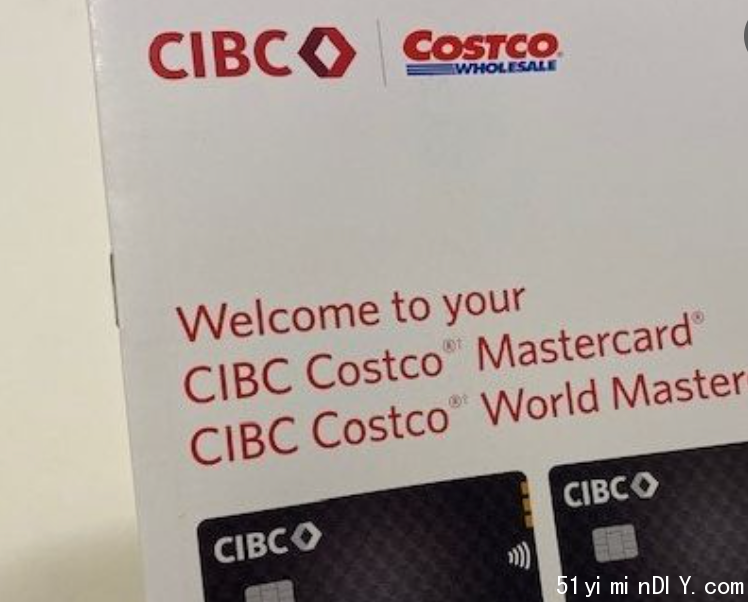 CIBC
COSTCO®
WHOLESALE
Welcome to your
CIBC Costco®† Mastercard®
CIBC Costco®† World Master
CIBC
CIBC
51yiminDIY.com